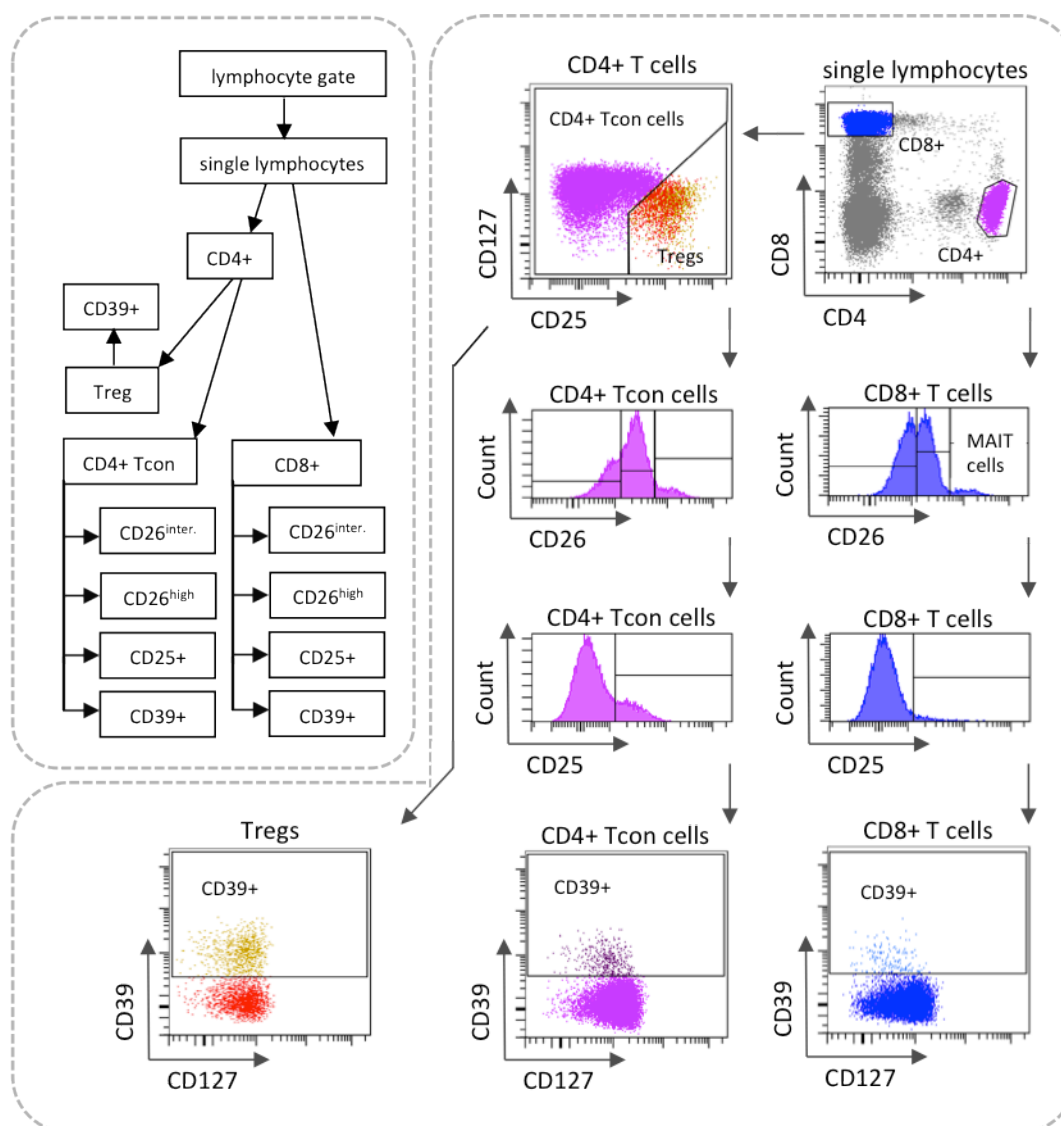 lymphocyte gate
single lymphocytes
CD4+
CD39+
Treg
CD4+ Tcon
CD8+
CD26inter.
CD26inter.
CD26high
CD26high
CD25+
CD25+
CD39+
CD39+
CD4+ T cells
CD4+ Tcon cells
Tregs
CD127
CD25
single lymphocytes
CD8+
CD4+
CD8
CD4
CD4+ Tcon cells
Count
CD26
CD8+ T cells
MAIT
cells
Count
CD26
CD4+ Tcon cells
Count
CD25
CD8+ T cells
Count
CD25
Tregs
CD39+
CD39
CD127
CD4+ Tcon cells
CD39+
CD39
CD127
CD8+ T cells
CD39+
CD39
CD127